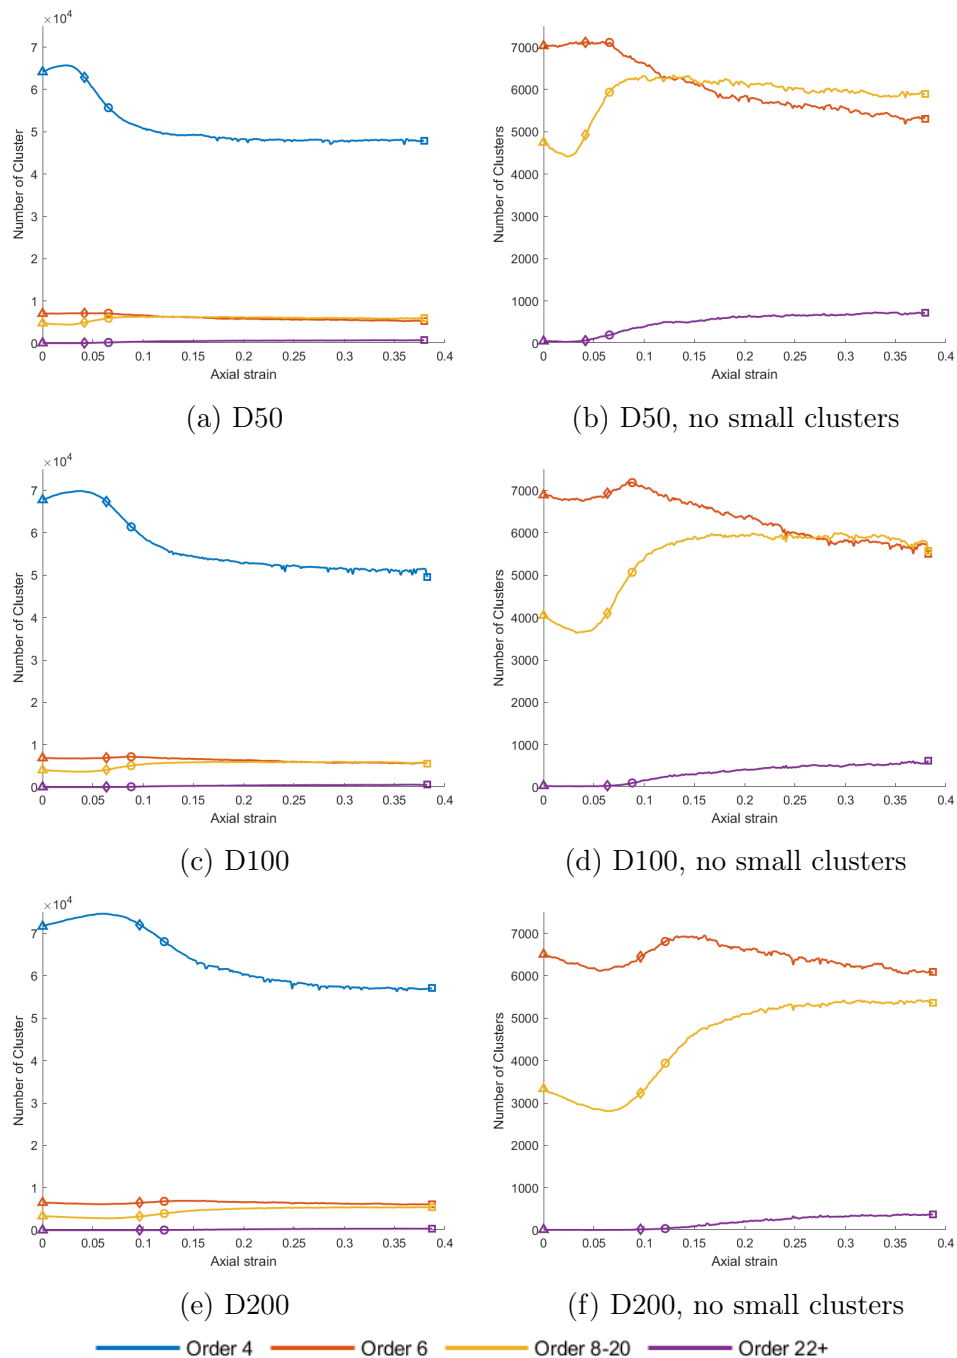 ×10⁴
7
6
5
4
3
2
1
0
Number of Cluster
0 0.05 0.1 0.15 0.2 0.25 0.3 0.35 0.4
Axial strain
(a) D50
7000
6000
5000
4000
3000
2000
1000
0
Number of Clusters
0 0.05 0.1 0.15 0.2 0.25 0.3 0.35 0.4
Axial strain
(b) D50, no small clusters
×10⁴
7
6
5
4
3
2
1
0
Number of Cluster
0 0.05 0.1 0.15 0.2 0.25 0.3 0.35 0.4
Axial strain
(c) D100
7000
6000
5000
4000
3000
2000
1000
0
Number of Clusters
0 0.05 0.1 0.15 0.2 0.25 0.3 0.35 0.4
Axial strain
(d) D100, no small clusters
×10⁴
7
6
5
4
3
2
1
0
Number of Cluster
0 0.05 0.1 0.15 0.2 0.25 0.3 0.35 0.4
Axial strain
(e) D200
7000
6000
5000
4000
3000
2000
1000
0
Number of Clusters
0 0.05 0.1 0.15 0.2 0.25 0.3 0.35 0.4
Axial strain
(f) D200, no small clusters
Order 4 Order 6 Order 8-20 Order 22+